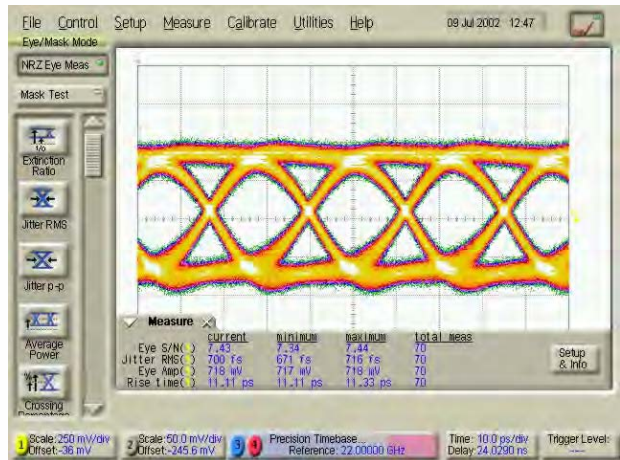 File Control Setup Measure Calibrate Utilities Help 09 Jul 2002 12:47
Eye/Mask Mode
NRZ Eye Meas
Mask Test
Extinction
Ratio
Jitter RMS
Jitter p-p
Average
Power
Crossing
Measure
current minimum maximum total meas
Eye S/N( ) 7.43 7.34 7.44 70
Jitter RMS( ) 700 fs 671 fs 716 fs 70
Eye Amp( ) 718 mV 717 mV 718 mV 70
Rise time( ) 11.11 ps 11.11 ps 11.33 ps 70
Setup
& Info
1 Scale:250 mV/div
Offset:-36 mV
2 Scale:50.0 mV/div
Offset:-245.6 mV
3 4 Precision Timebase...
Reference: 22.00000 GHz
Time: 10.0 ps/div
Delay:24.0290 ns
Trigger Level: